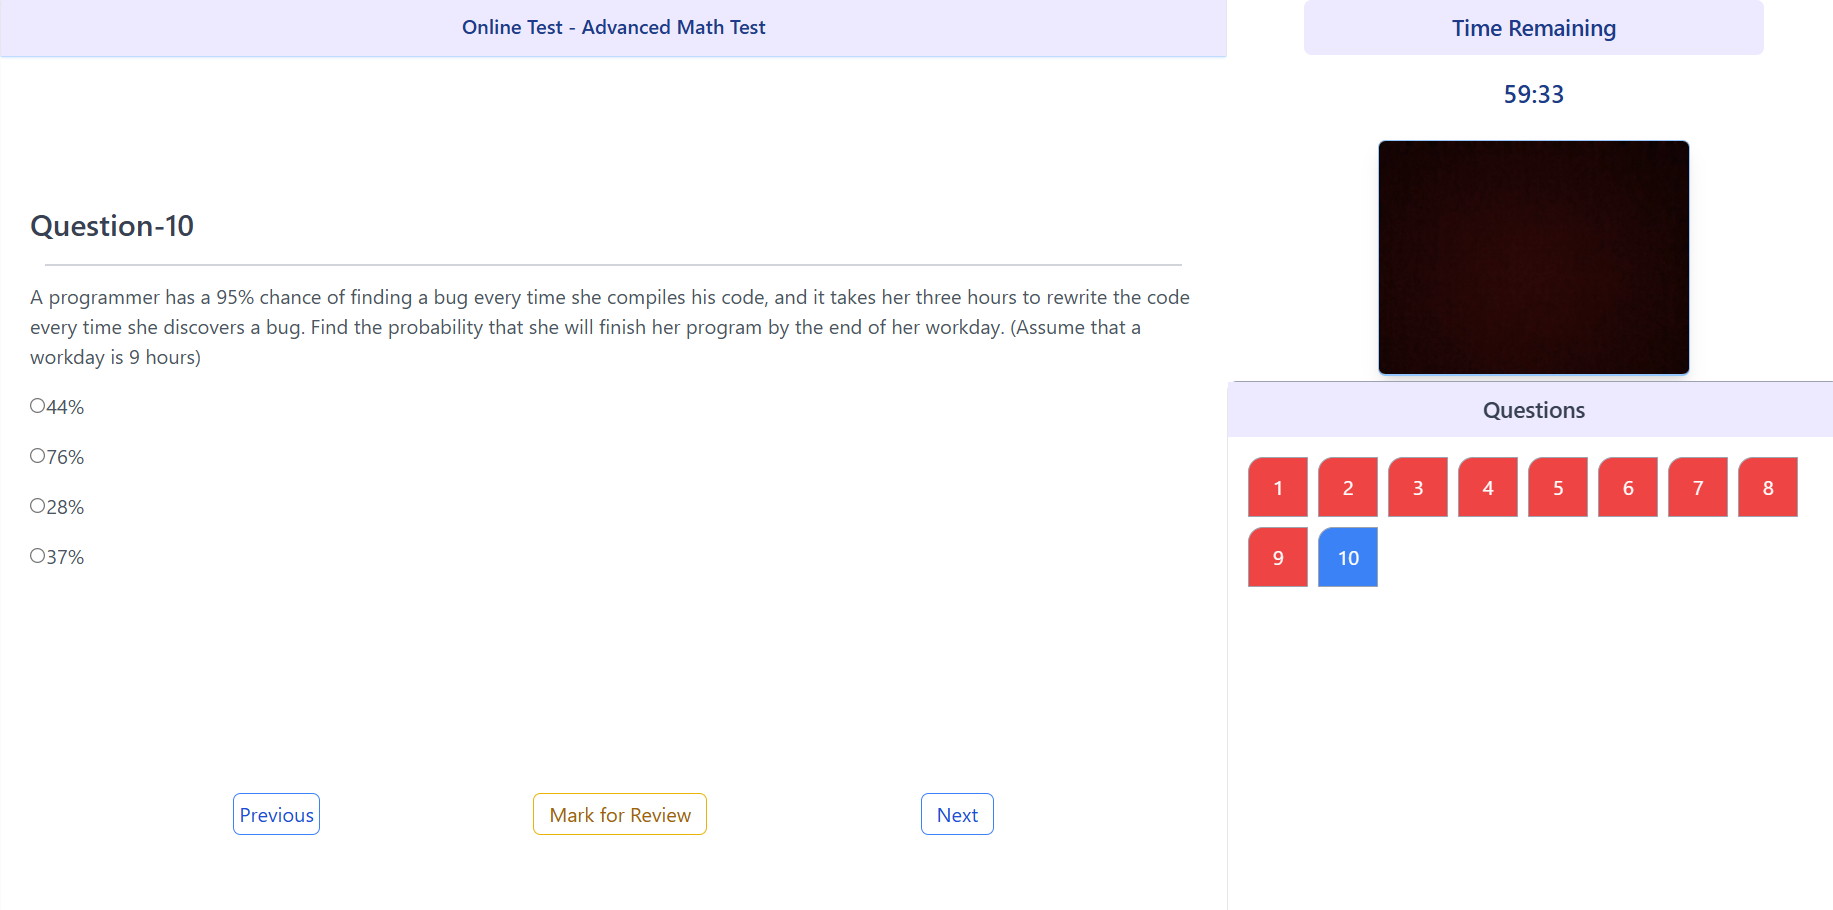 Online Test - Advanced Math Test
Time Remaining
59:33
Question-10
A programmer has a 95% chance of finding a bug every time she compiles his code, and it takes her three hours to rewrite the code
every time she discovers a bug. Find the probability that she will finish her program by the end of her workday. (Assume that a
workday is 9 hours)
44%
76%
28%
37%
Previous
Mark for Review
Next
Questions
1 2 3 4 5 6 7 8
9 10